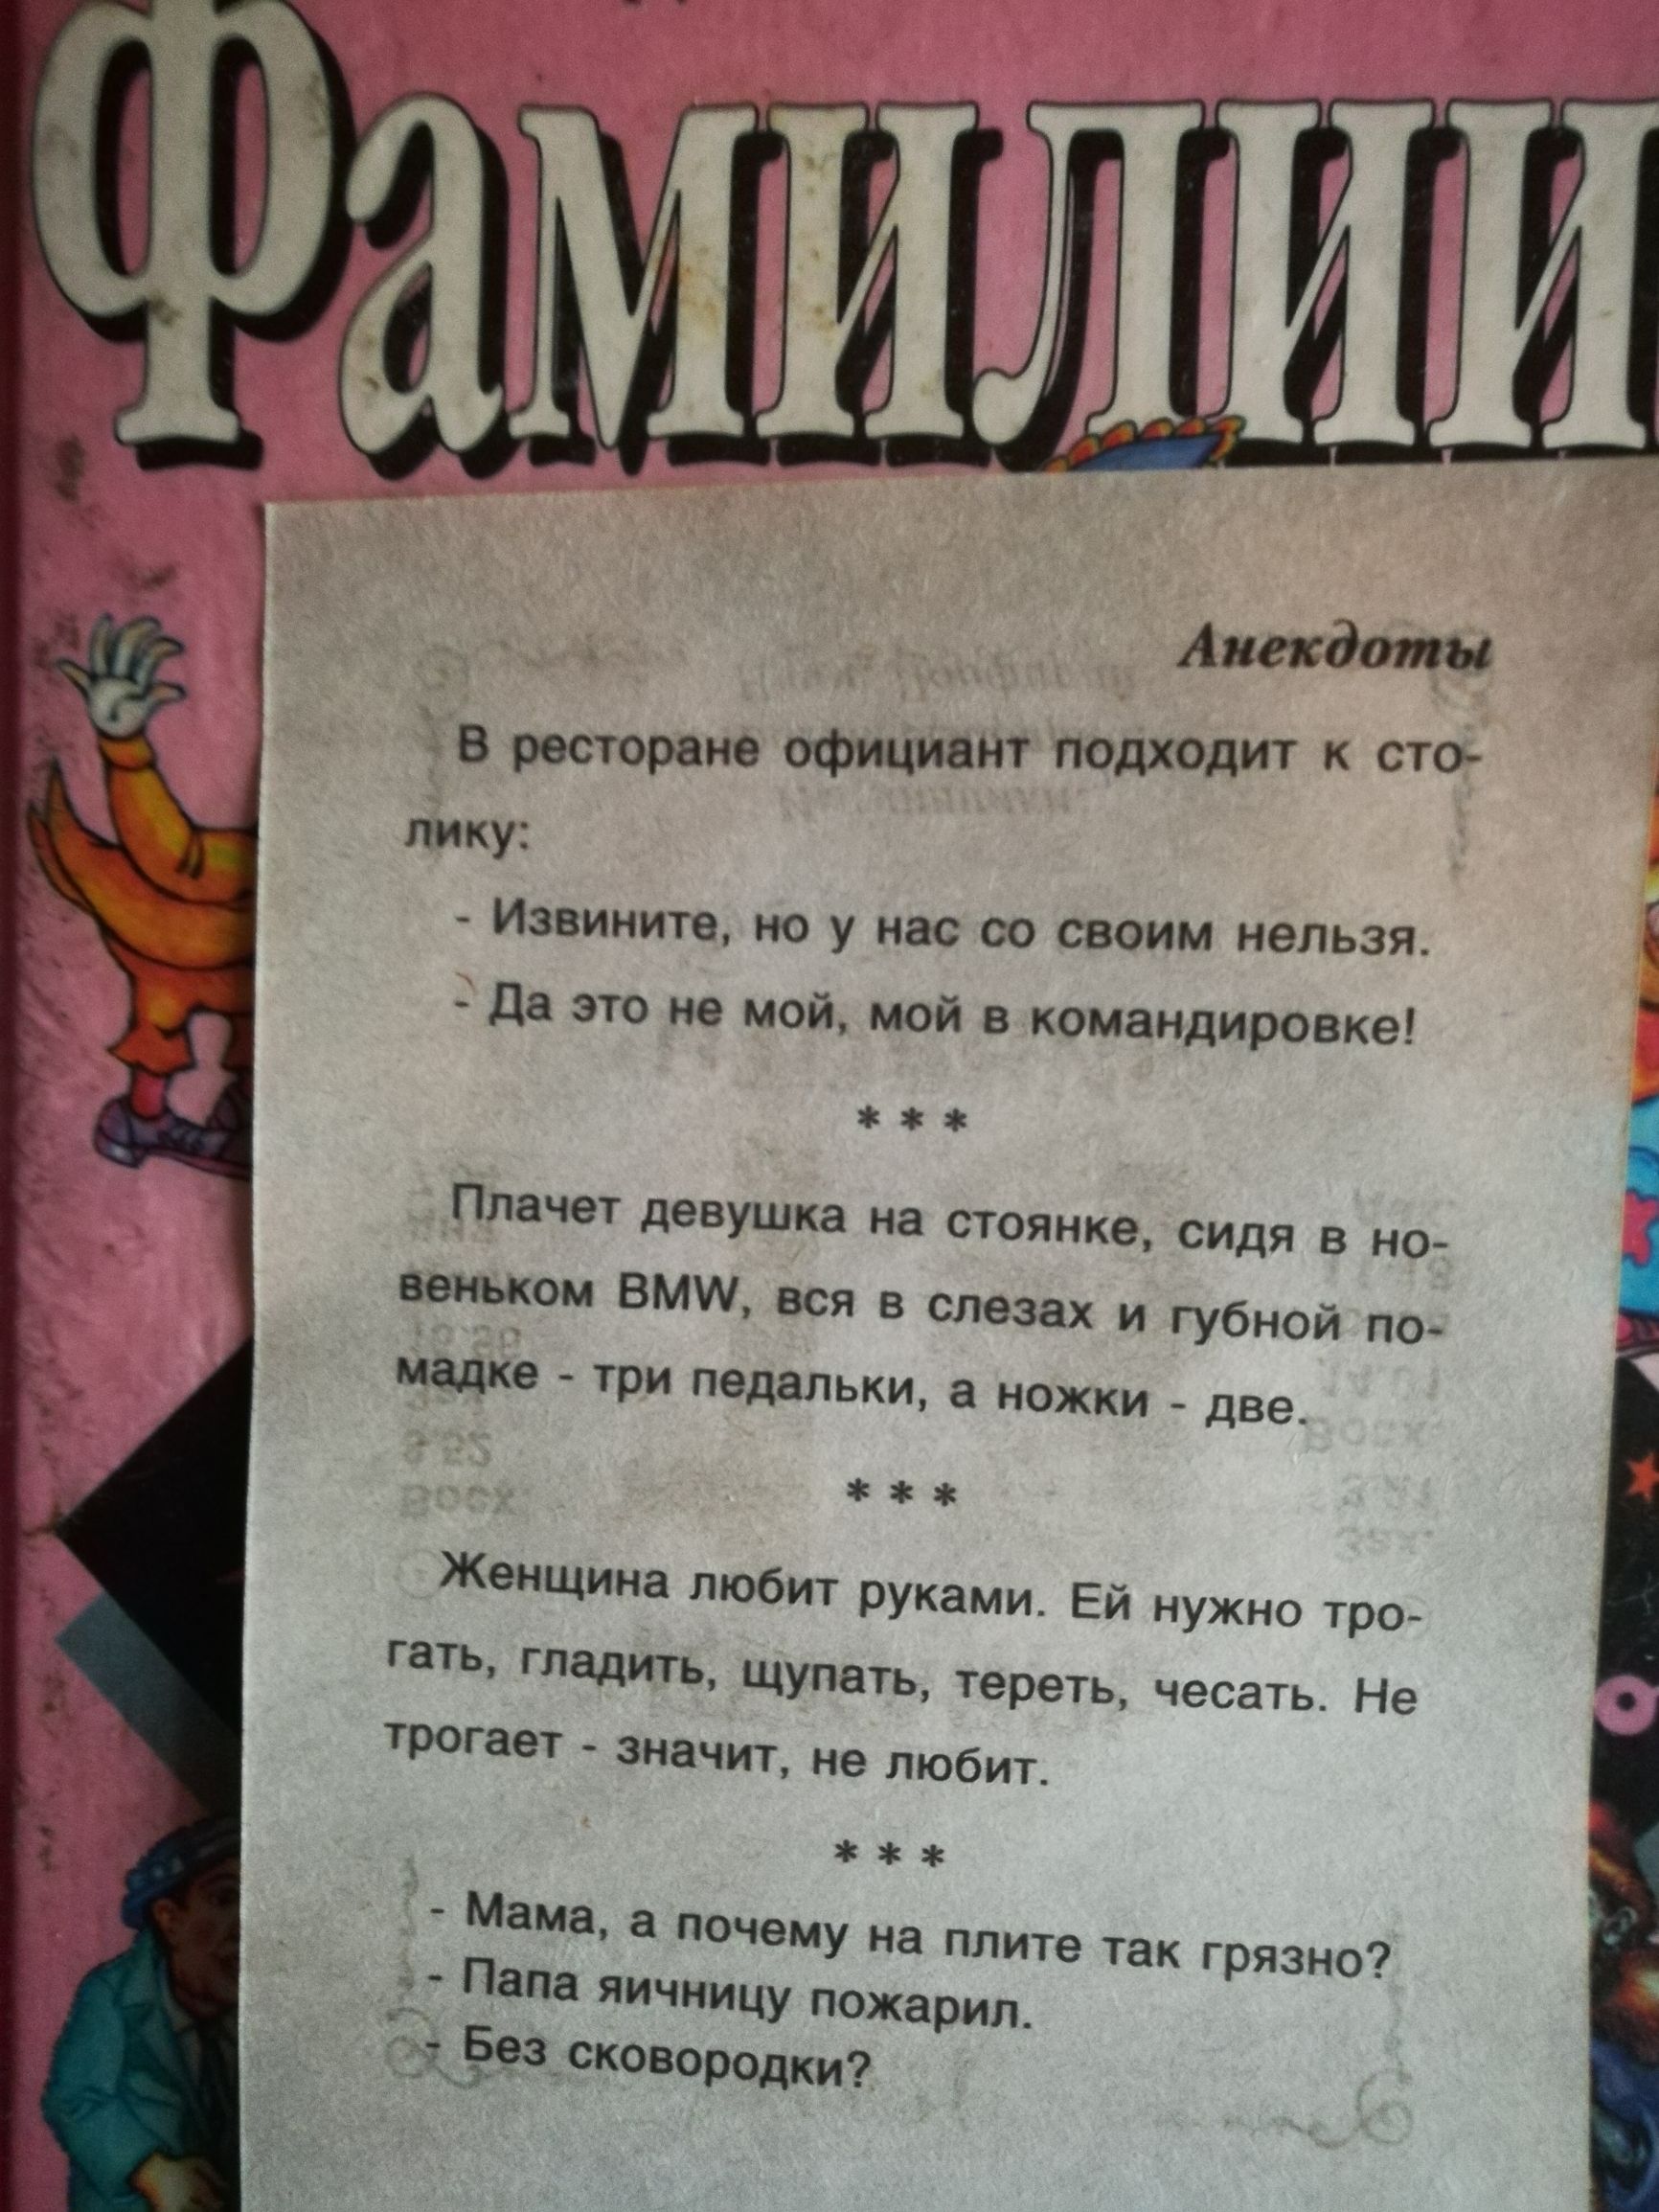 Фамилии
Анекдоты
В ресторане официант подходит к сто-
лику:
- Извините, но у нас со своим нельзя.
- Да это не мой, мой в командировке!
* * *
Плачет девушка на стоянке, сидя в но-
веньком BMW, вся в слезах и губной по-
мадке - три педальки, а ножки - две.
* * *
Женщина любит руками. Ей нужно тро-
гать, гладить, щупать, тереть, чесать. Не
трогает - значит, не любит.
* * *
- Мама, а почему на плите так грязно?
- Папа яичницу пожарил.
- Без сковородки?